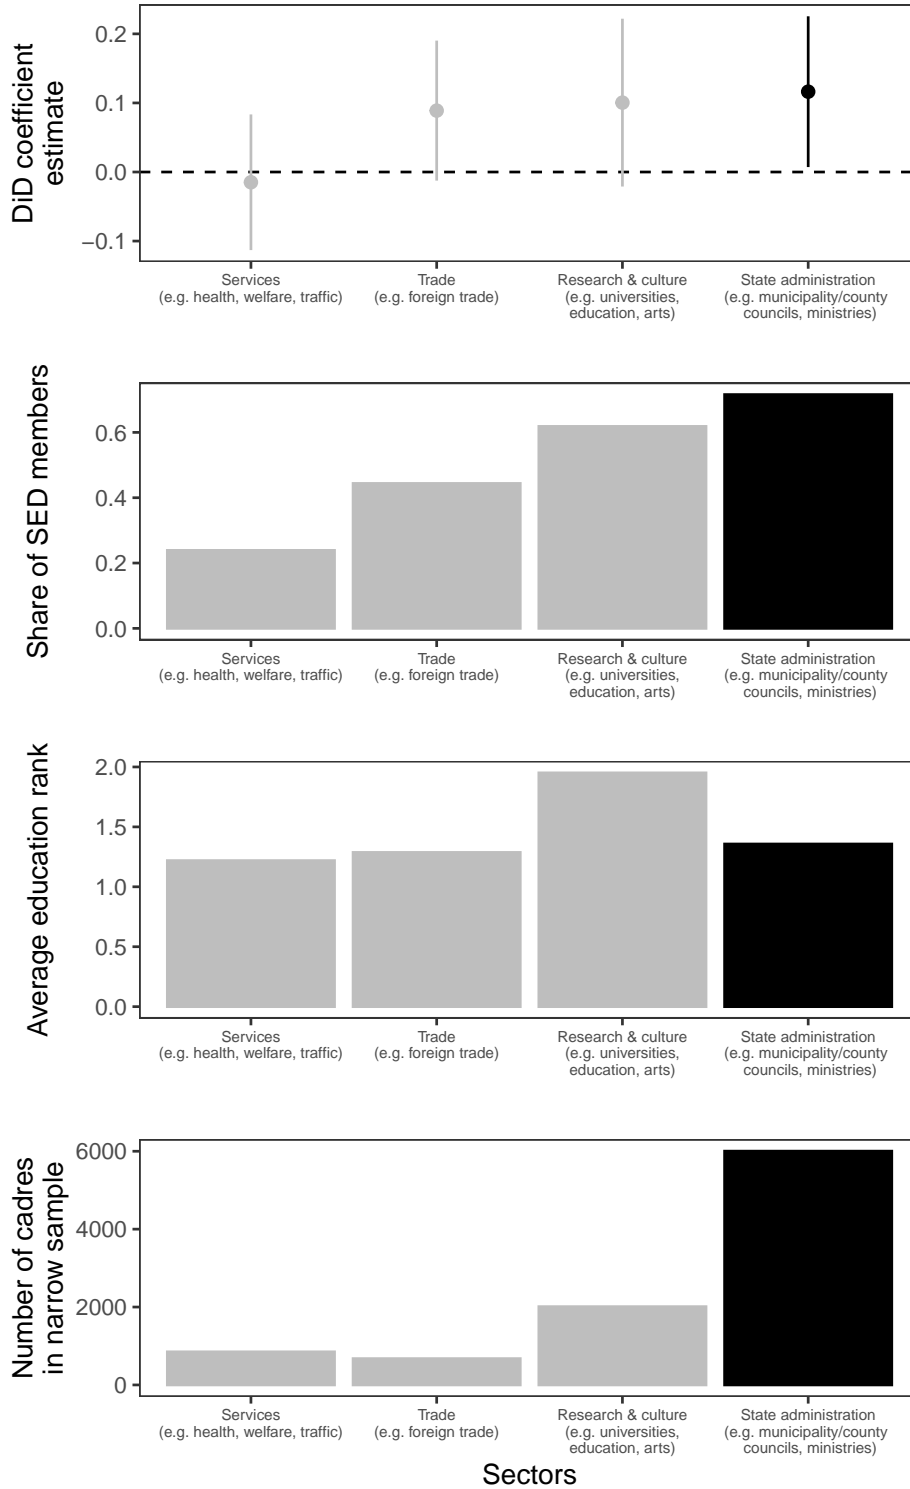 DiD coefficient
estimate
0.2
0.1
0.0
−0.1
Services
(e.g. health, welfare, traffic)
Trade
(e.g. foreign trade)
Research & culture
(e.g. universities,
education, arts)
State administration
(e.g. municipality/county
councils, ministries)
Share of SED members
0.6
0.4
0.2
0.0
Services
(e.g. health, welfare, traffic)
Trade
(e.g. foreign trade)
Research & culture
(e.g. universities,
education, arts)
State administration
(e.g. municipality/county
councils, ministries)
Average education rank
2.0
1.5
1.0
0.5
0.0
Services
(e.g. health, welfare, traffic)
Trade
(e.g. foreign trade)
Research & culture
(e.g. universities,
education, arts)
State administration
(e.g. municipality/county
councils, ministries)
Number of cadres
in narrow sample
6000
4000
2000
0
Services
(e.g. health, welfare, traffic)
Trade
(e.g. foreign trade)
Research & culture
(e.g. universities,
education, arts)
State administration
(e.g. municipality/county
councils, ministries)
Sectors